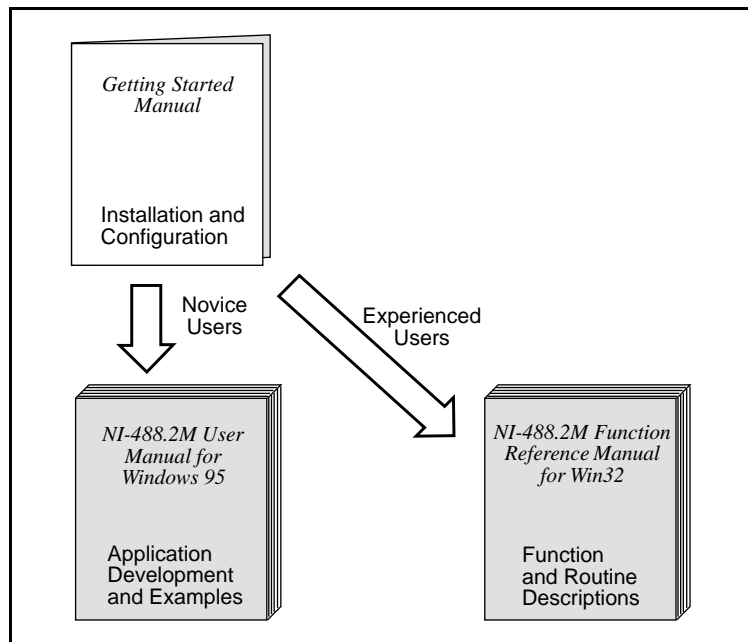 Getting Started
Manual
Installation and
Configuration
Novice
Users
Experienced
Users
NI-488.2M User
Manual for
Windows 95
Application
Development
and Examples
NI-488.2M Function
Reference Manual
for Win32
Function
and Routine
Descriptions